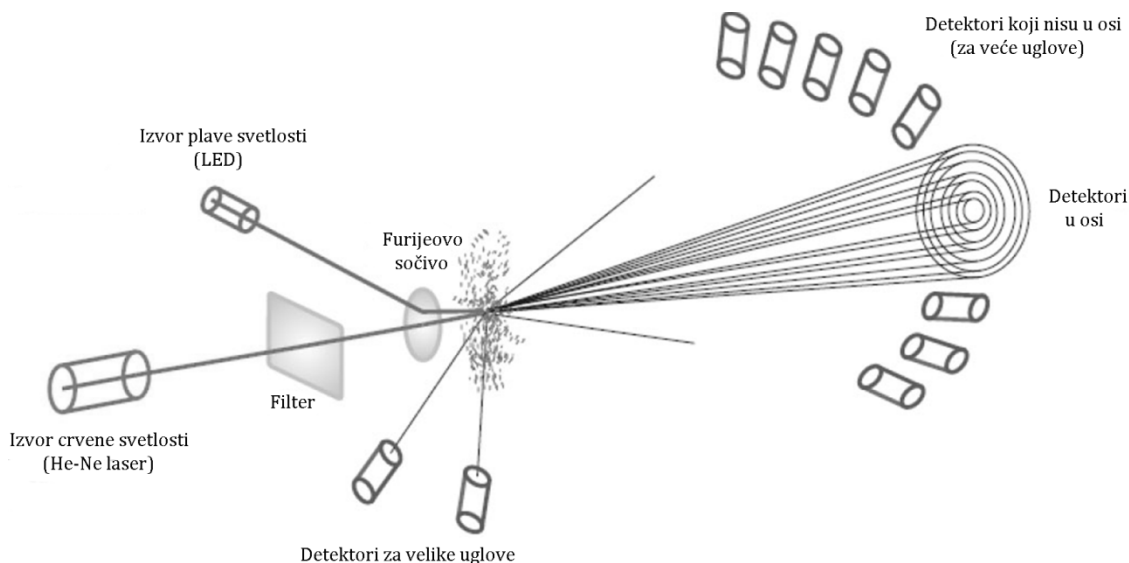 Detektori koji nisu u osi
(za veće uglove)
Izvor plave svetlosti
(LED)
Furijeovo
sočivo
Detektori
u osi
Filter
Izvor crvene svetlosti
(He-Ne laser)
Detektori za velike uglove